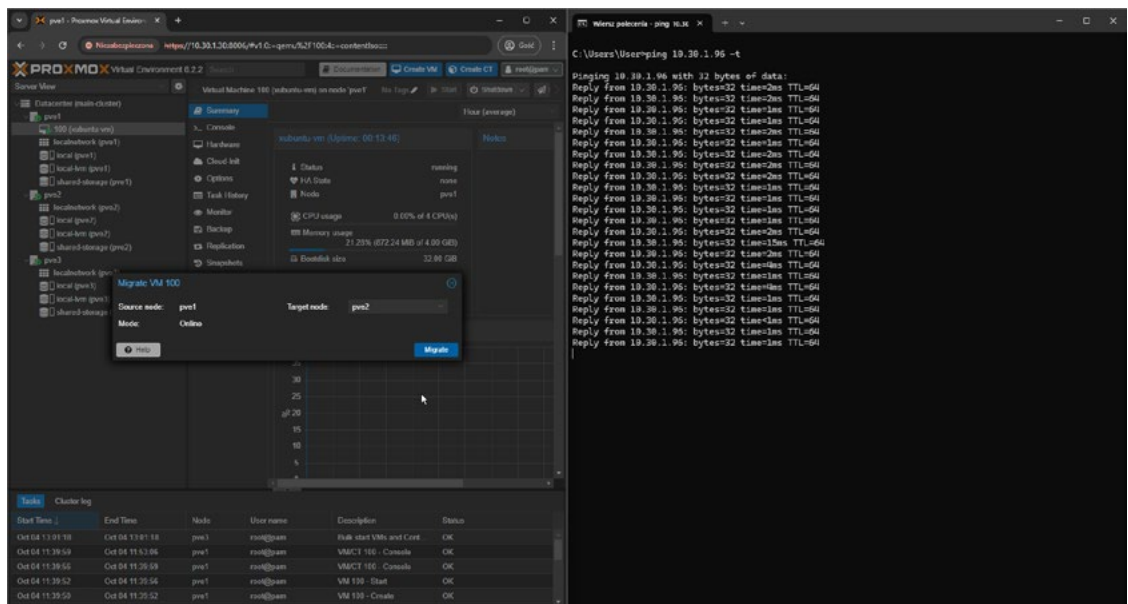 pve1 - Proxmox Virtual Environ
Niezabezpieczona https://10.30.1.30:8006/#v1:0:=qemu%2F100:4:=contentIso:::
Gość
PROXMOX Virtual Environment 8.2.2 Search
Documentation Create VM Create CT root@pam
Server View
Datacenter (main-cluster)
pve1
100 (xubuntu-vm)
localnetwork (pve1)
local (pve1)
local-lvm (pve1)
shared-storage (pve1)
pve2
localnetwork (pve2)
local (pve2)
local-lvm (pve2)
shared-storage (pve2)
pve3
localnetwork (pve
local (pve3)
local-lvm (pve3)
shared-storage
Virtual Machine 100 (xubuntu-vm) on node 'pve1' No Tags Start Shutdown
Summary
Console
Hardware
Cloud-Init
Options
Task History
Monitor
Backup
Replication
Snapshots
Hour (average)
xubuntu-vm (Uptime: 00:13:46)
Notes
Status running
HA State none
Node pve1
CPU usage 0.00% of 4 CPU(s)
Memory usage
21.28% (872.24 MiB of 4.00 GiB)
Bootdisk size 32.00 GiB
Migrate VM 100
Source node: pve1 Target node: pve2
Mode: Online
Help Migrate
30
25
20
15
10
5
Tasks Cluster log
Start Time End Time Node User name Description Status
Oct 04 13:01:18 Oct 04 13:01:18 pve3 root@pam Bulk start VMs and Cont... OK
Oct 04 11:39:59 Oct 04 11:53:06 pve1 root@pam VM/CT 100 - Console OK
Oct 04 11:39:56 Oct 04 11:39:59 pve1 root@pam VM/CT 100 - Console OK
Oct 04 11:39:52 Oct 04 11:39:56 pve1 root@pam VM 100 - Start OK
Oct 04 11:39:50 Oct 04 11:39:52 pve1 root@pam VM 100 - Create OK
Wiersz polecenia - ping 10.30
C:\Users\User>ping 10.30.1.96 -t
Pinging 10.30.1.96 with 32 bytes of data:
Reply from 10.30.1.96: bytes=32 time=2ms TTL=64
Reply from 10.30.1.96: bytes=32 time=2ms TTL=64
Reply from 10.30.1.96: bytes=32 time=1ms TTL=64
Reply from 10.30.1.96: bytes=32 time=2ms TTL=64
Reply from 10.30.1.96: bytes=32 time=2ms TTL=64
Reply from 10.30.1.96: bytes=32 time=1ms TTL=64
Reply from 10.30.1.96: bytes=32 time=2ms TTL=64
Reply from 10.30.1.96: bytes=32 time=2ms TTL=64
Reply from 10.30.1.96: bytes=32 time=2ms TTL=64
Reply from 10.30.1.96: bytes=32 time=1ms TTL=64
Reply from 10.30.1.96: bytes=32 time=2ms TTL=64
Reply from 10.30.1.96: bytes=32 time=1ms TTL=64
Reply from 10.30.1.96: bytes=32 time=1ms TTL=64
Reply from 10.30.1.96: bytes=32 time=2ms TTL=64
Reply from 10.30.1.96: bytes=32 time=15ms TTL=64
Reply from 10.30.1.96: bytes=32 time=2ms TTL=64
Reply from 10.30.1.96: bytes=32 time=4ms TTL=64
Reply from 10.30.1.96: bytes=32 time=1ms TTL=64
Reply from 10.30.1.96: bytes=32 time=4ms TTL=64
Reply from 10.30.1.96: bytes=32 time=1ms TTL=64
Reply from 10.30.1.96: bytes=32 time=1ms TTL=64
Reply from 10.30.1.96: bytes=32 time<1ms TTL=64
Reply from 10.30.1.96: bytes=32 time=1ms TTL=64
Reply from 10.30.1.96: bytes=32 time=1ms TTL=64